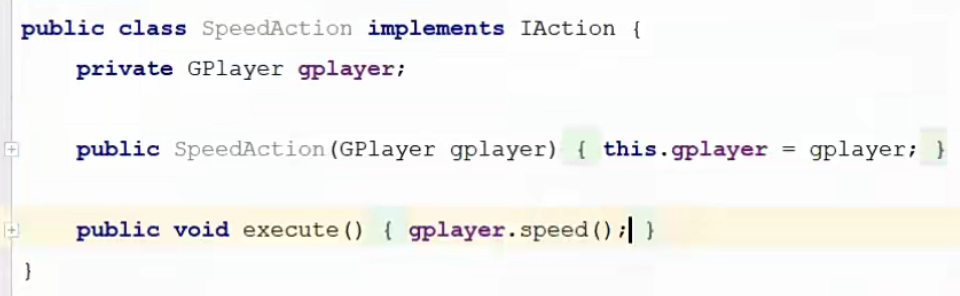 public class SpeedAction implements IAction {
    private GPlayer gplayer;
    public SpeedAction(GPlayer gplayer) { this.gplayer = gplayer; }
    public void execute() { gplayer.speed(); }
}